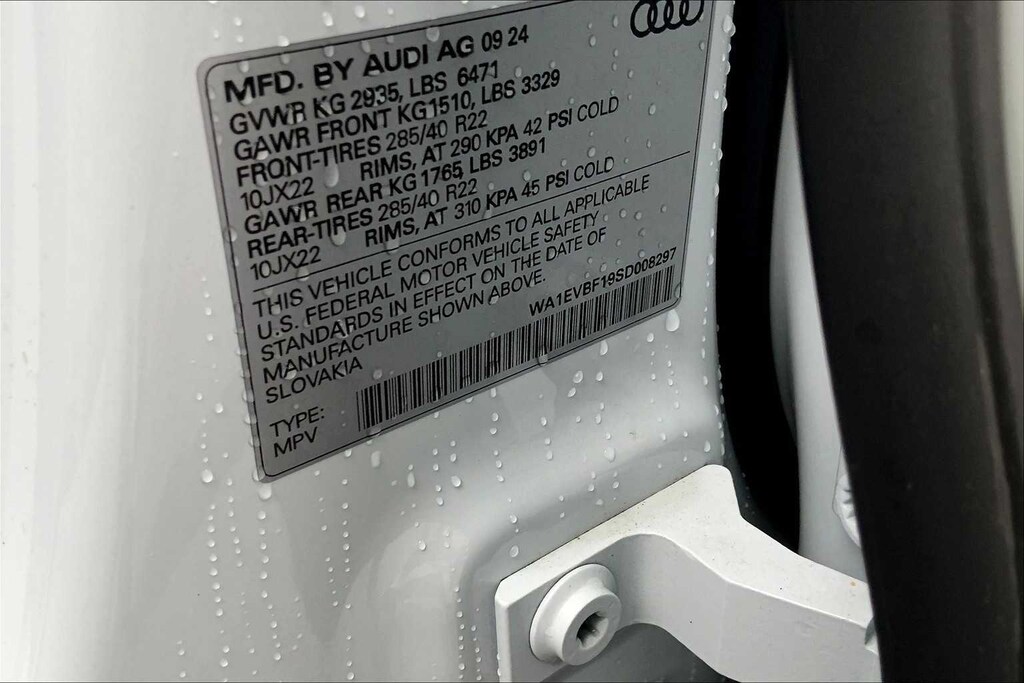 MFD. BY AUDI AG 09 24
GVWR KG 2935, LBS 6471
GAWR FRONT KG1510, LBS 3329
FRONT-TIRES 285/40 R22
10JX22 RIMS, AT 290 KPA 42 PSI COLD
GAWR REAR KG 1765, LBS 3891
REAR-TIRES 285/40 R22
10JX22 RIMS, AT 310 KPA 45 PSI COLD
THIS VEHICLE CONFORMS TO ALL APPLICABLE
U.S. FEDERAL MOTOR VEHICLE SAFETY
STANDARDS IN EFFECT ON THE DATE OF
MANUFACTURE SHOWN ABOVE.
SLOVAKIA
WA1EVBF19SD008297
TYPE:
MPV